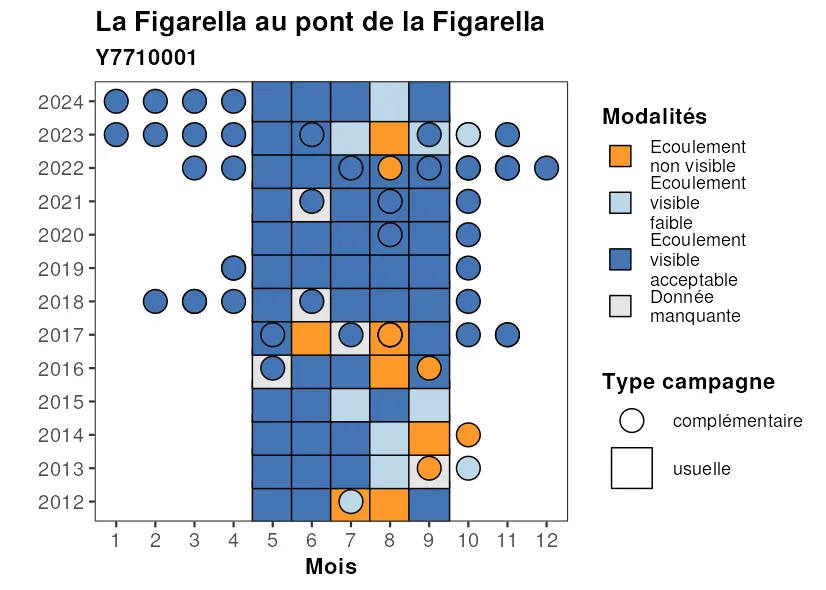 La Figarella au pont de la Figarella
Y7710001
2024
2023
2022
2021
2020
2019
2018
2017
2016
2015
2014
2013
2012
1 2 3 4 5 6 7 8 9 10 11 12
Mois
Modalités
Ecoulement
non visible
Ecoulement
visible
faible
Ecoulement
visible
acceptable
Donnée
manquante
Type campagne
complémentaire
usuelle